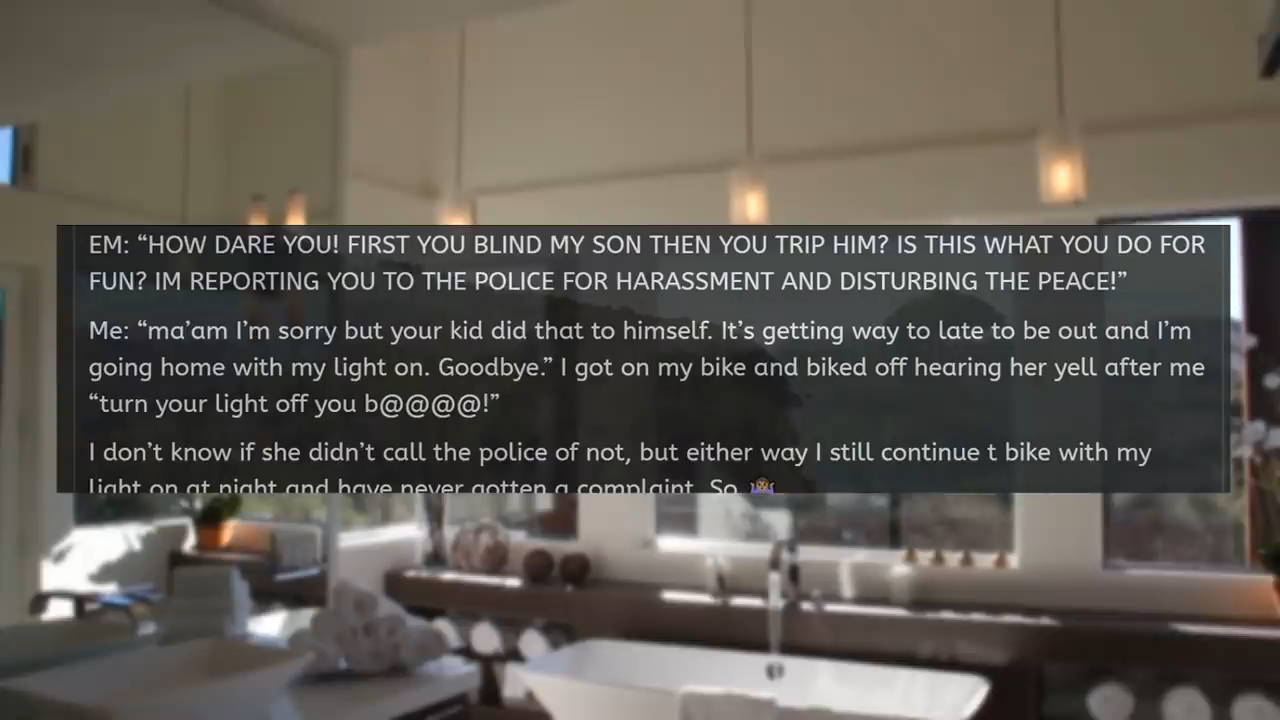 EM: “HOW DARE YOU! FIRST YOU BLIND MY SON THEN YOU TRIP HIM? IS THIS WHAT YOU DO FOR
FUN? IM REPORTING YOU TO THE POLICE FOR HARASSMENT AND DISTURBING THE PEACE!”
Me: “ma’am I’m sorry but your kid did that to himself. It’s getting way to late to be out and I’m
going home with my light on. Goodbye.” I got on my bike and biked off hearing her yell after me
“turn your light off you b@@@@!”
I don’t know if she didn’t call the police of not, but either way I still continue t bike with my
light on at night and have never gotten a complaint. So 🤷🏽‍♀️